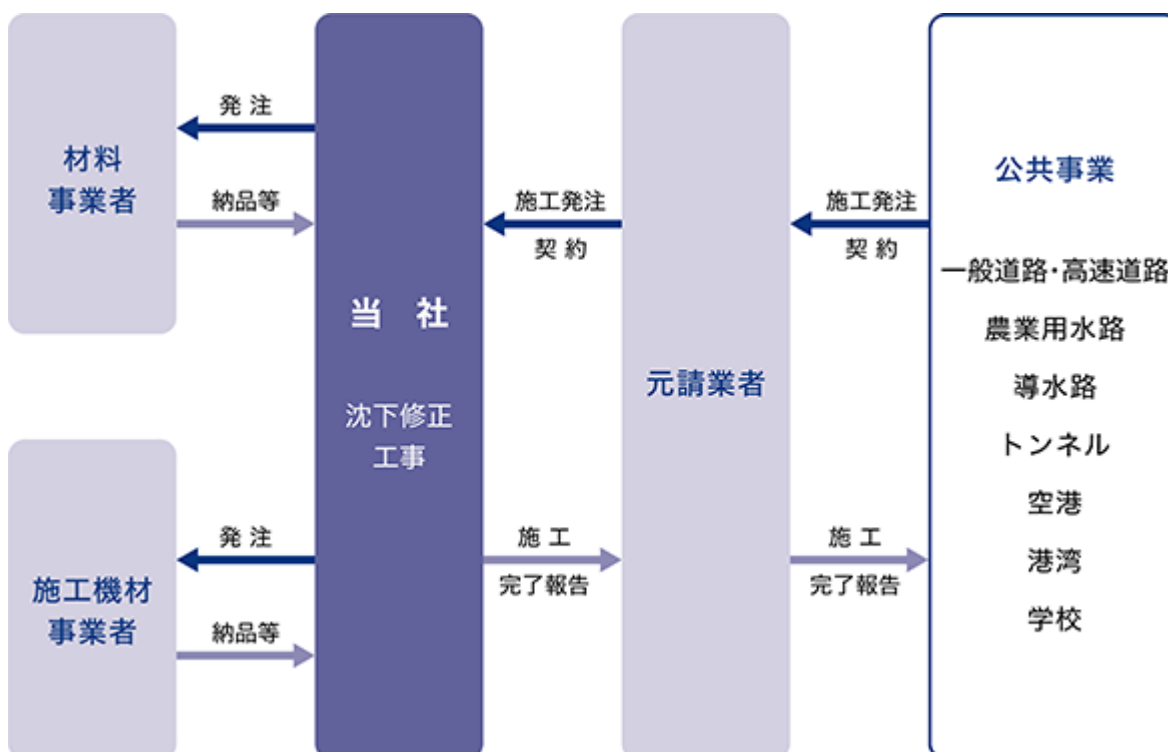 材料
事業者
施工機材
事業者
発 注
納品等
発 注
納品等
当 社
沈下修正
工事
施工発注
契 約
施 工
完了報告
元請業者
施工発注
契 約
施 工
完了報告
公共事業
一般道路・高速道路
農業用水路
導水路
トンネル
空港
港湾
学校